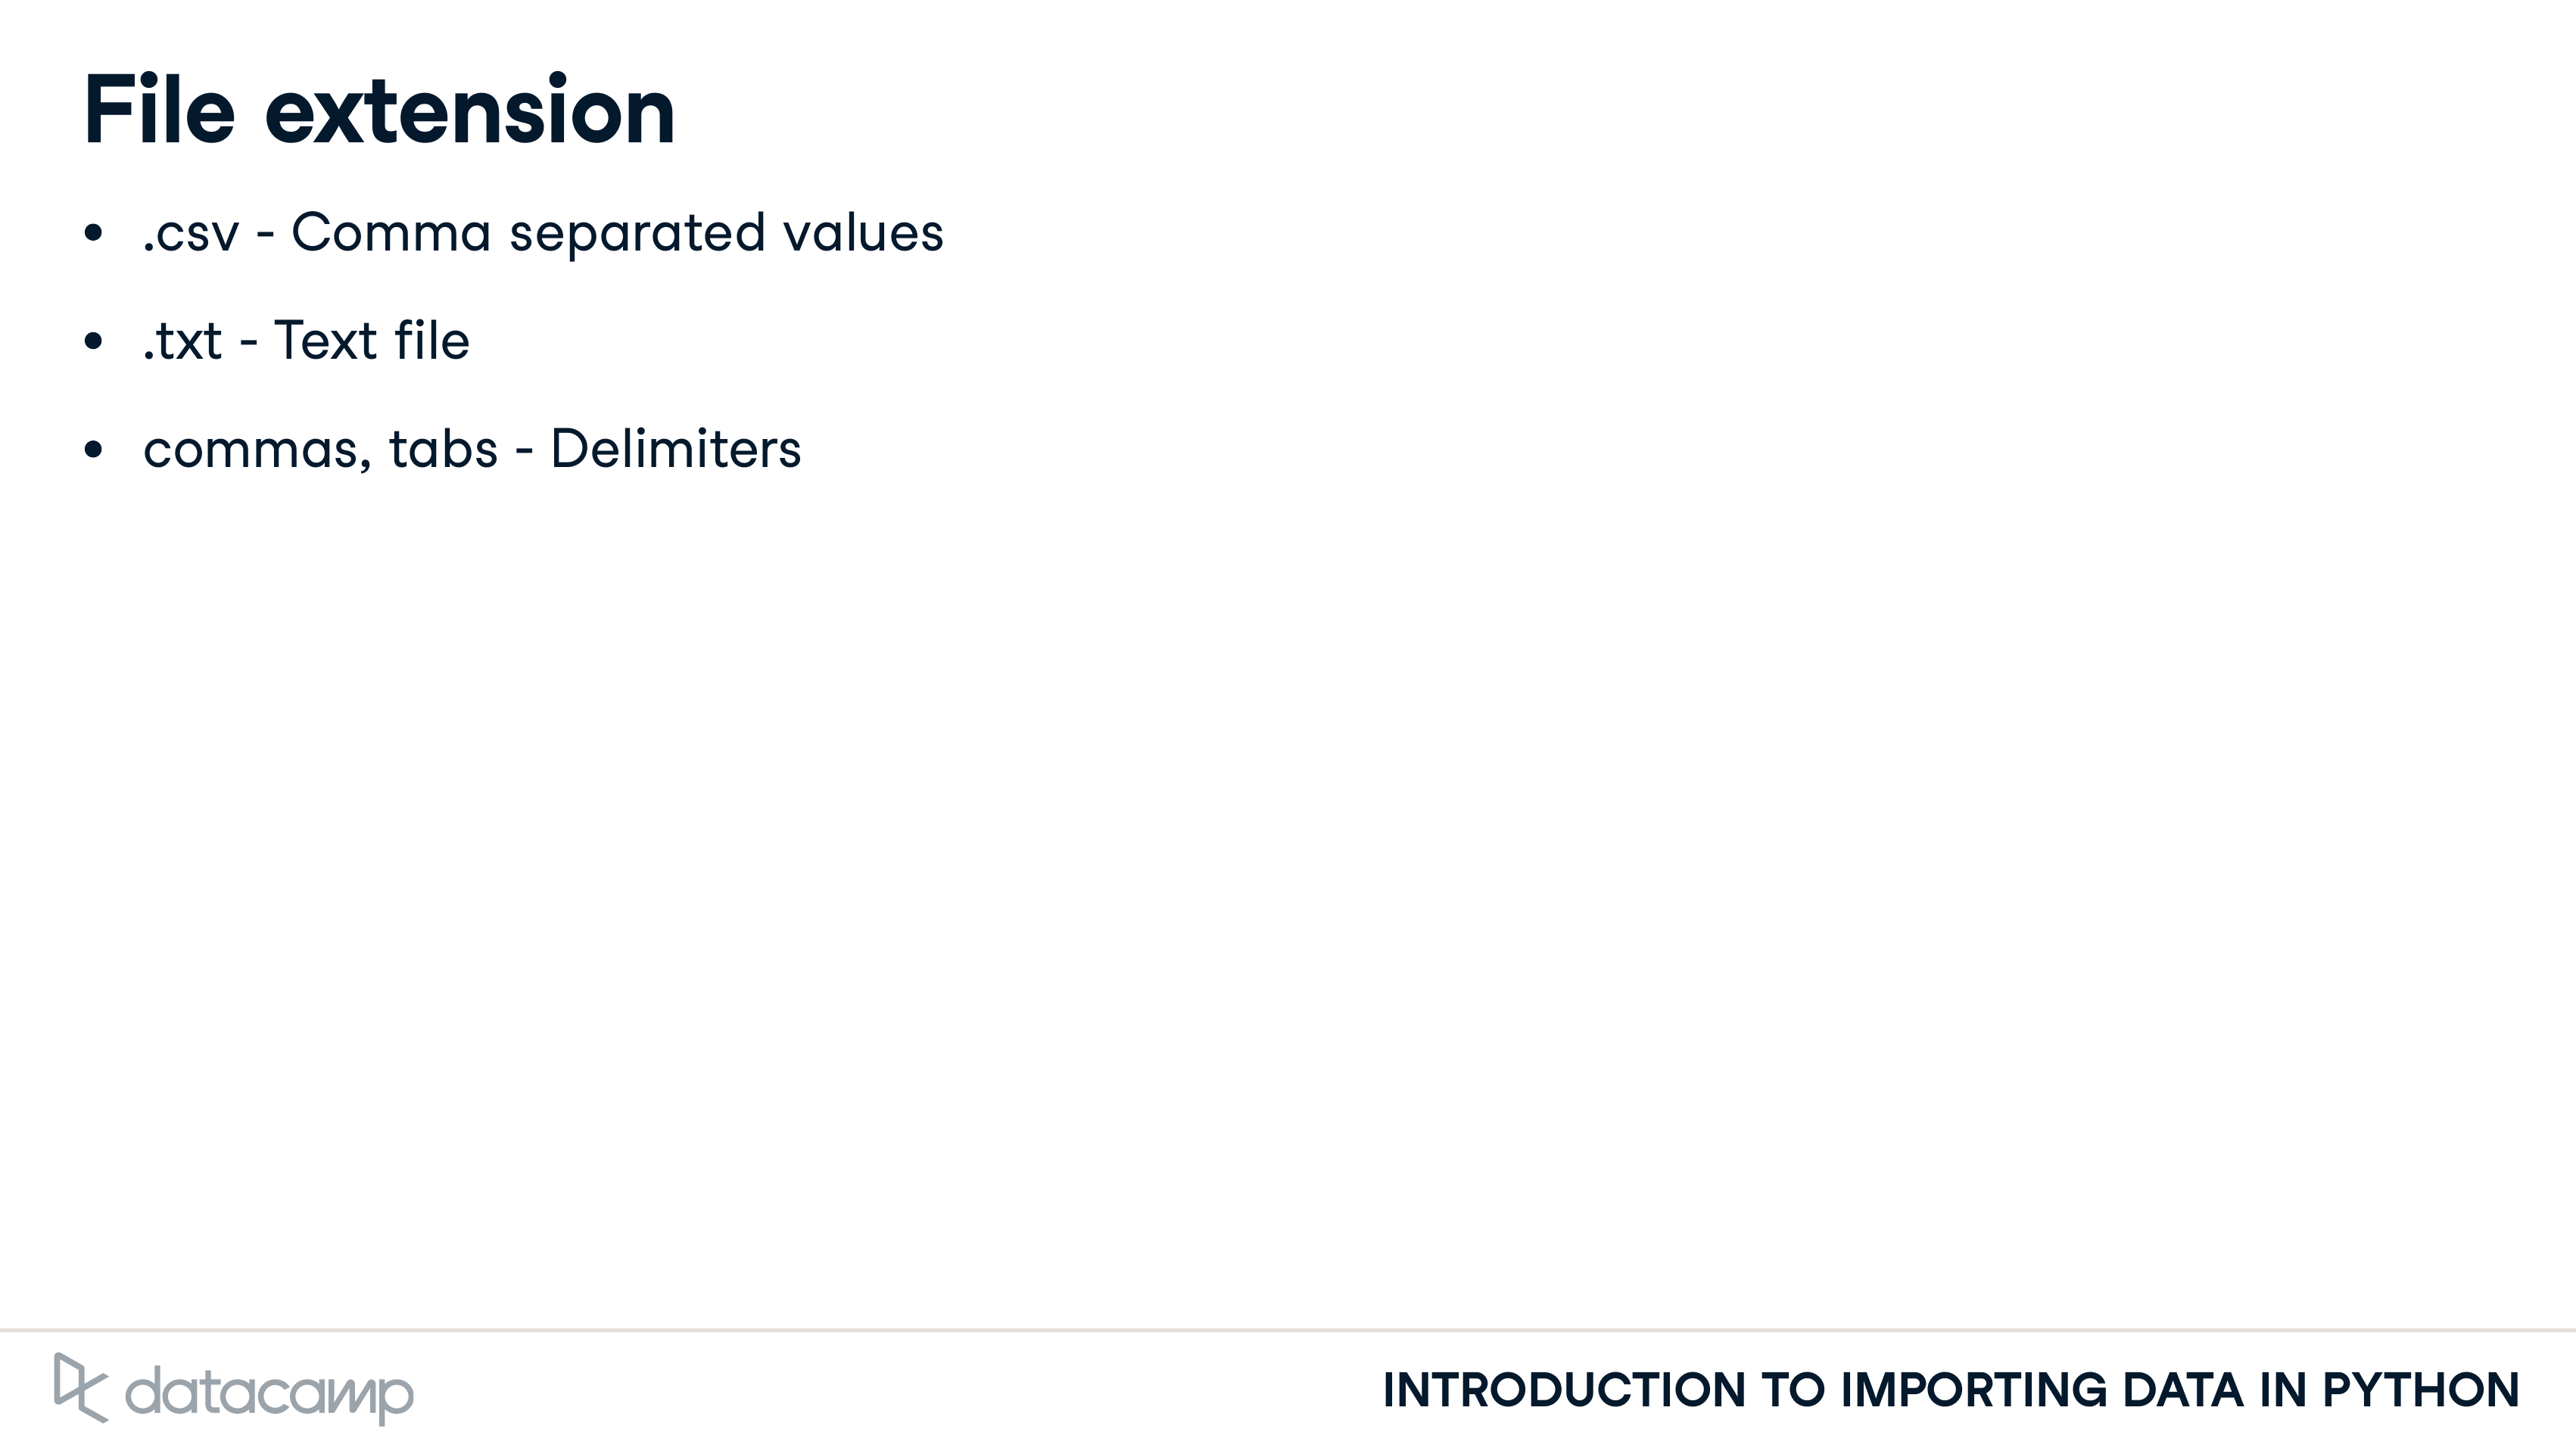 File extension
.csv - Comma separated values
.txt - Text file
commas, tabs - Delimiters
datacamp
INTRODUCTION TO IMPORTING DATA IN PYTHON